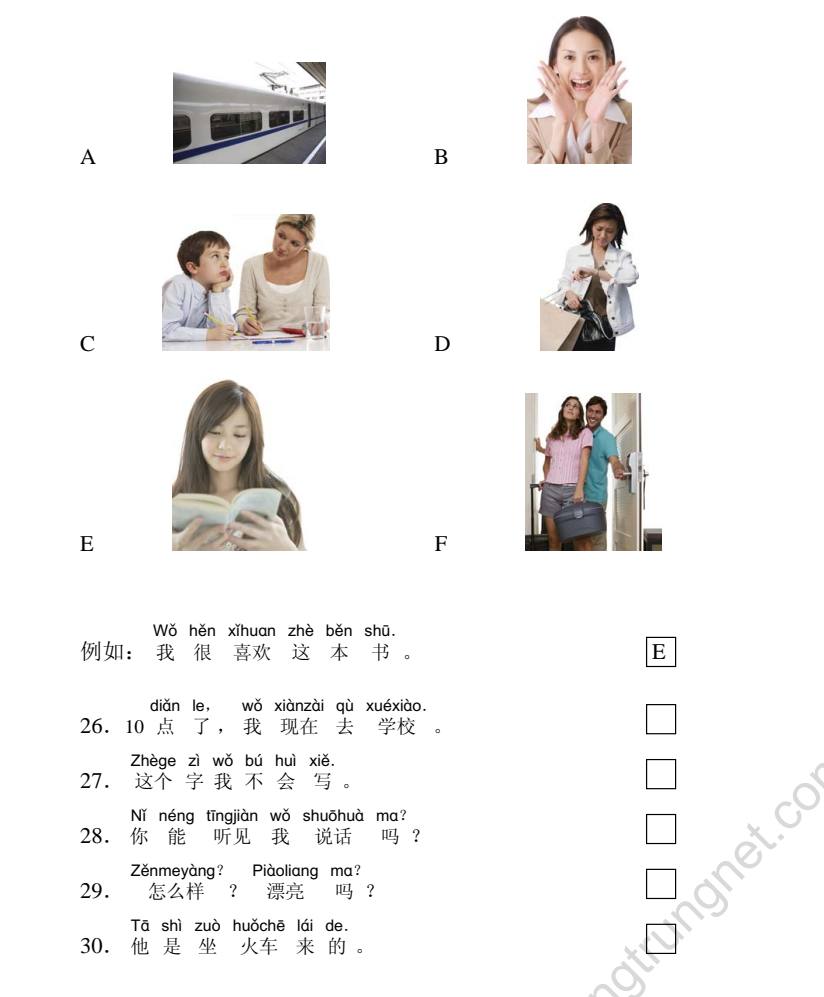 A
B
C
D
E
F
Wǒ hěn xǐhuan zhè běn shū.
例如： 我 很 喜欢 这 本 书 。
E
diǎn le， wǒ xiànzài qù xuéxiào.
26. 10 点 了 ， 我 现在 去 学校 。
Zhège zì wǒ bú huì xiě.
27. 这个 字 我 不 会 写 。
Nǐ néng tīngjiàn wǒ shuōhuà ma？
28. 你 能 听见 我 说话 吗 ？
Zěnmeyàng？ Piàoliang ma？
29. 怎么样 ？ 漂亮 吗 ？
Tā shì zuò huǒchē lái de.
30. 他 是 坐 火车 来 的 。
ngtrungnet.com